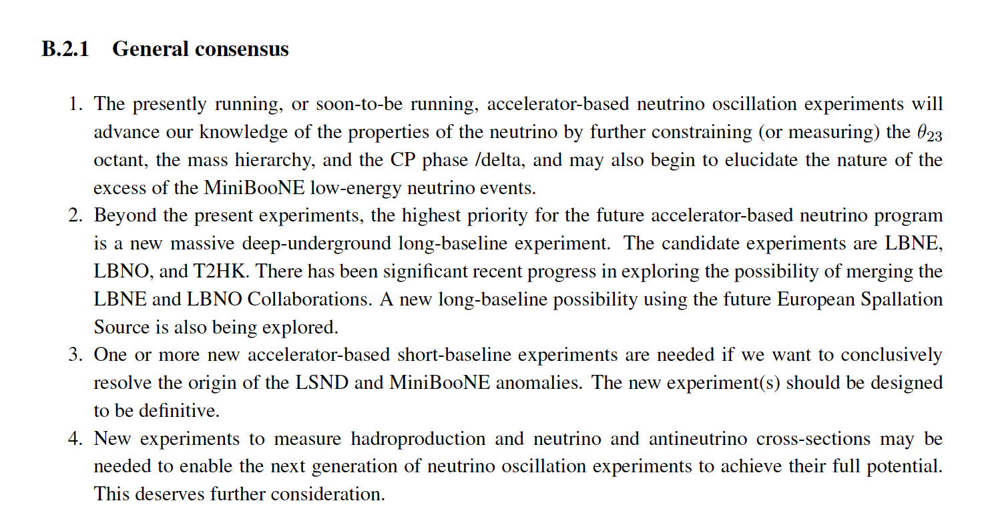 B.2.1 General consensus
1. The presently running, or soon-to-be running, accelerator-based neutrino oscillation experiments will
advance our knowledge of the properties of the neutrino by further constraining (or measuring) the θ23
octant, the mass hierarchy, and the CP phase /delta, and may also begin to elucidate the nature of the
excess of the MiniBooNE low-energy neutrino events.
2. Beyond the present experiments, the highest priority for the future accelerator-based neutrino program
is a new massive deep-underground long-baseline experiment. The candidate experiments are LBNE,
LBNO, and T2HK. There has been significant recent progress in exploring the possibility of merging the
LBNE and LBNO Collaborations. A new long-baseline possibility using the future European Spallation
Source is also being explored.
3. One or more new accelerator-based short-baseline experiments are needed if we want to conclusively
resolve the origin of the LSND and MiniBooNE anomalies. The new experiment(s) should be designed
to be definitive.
4. New experiments to measure hadroproduction and neutrino and antineutrino cross-sections may be
needed to enable the next generation of neutrino oscillation experiments to achieve their full potential.
This deserves further consideration.